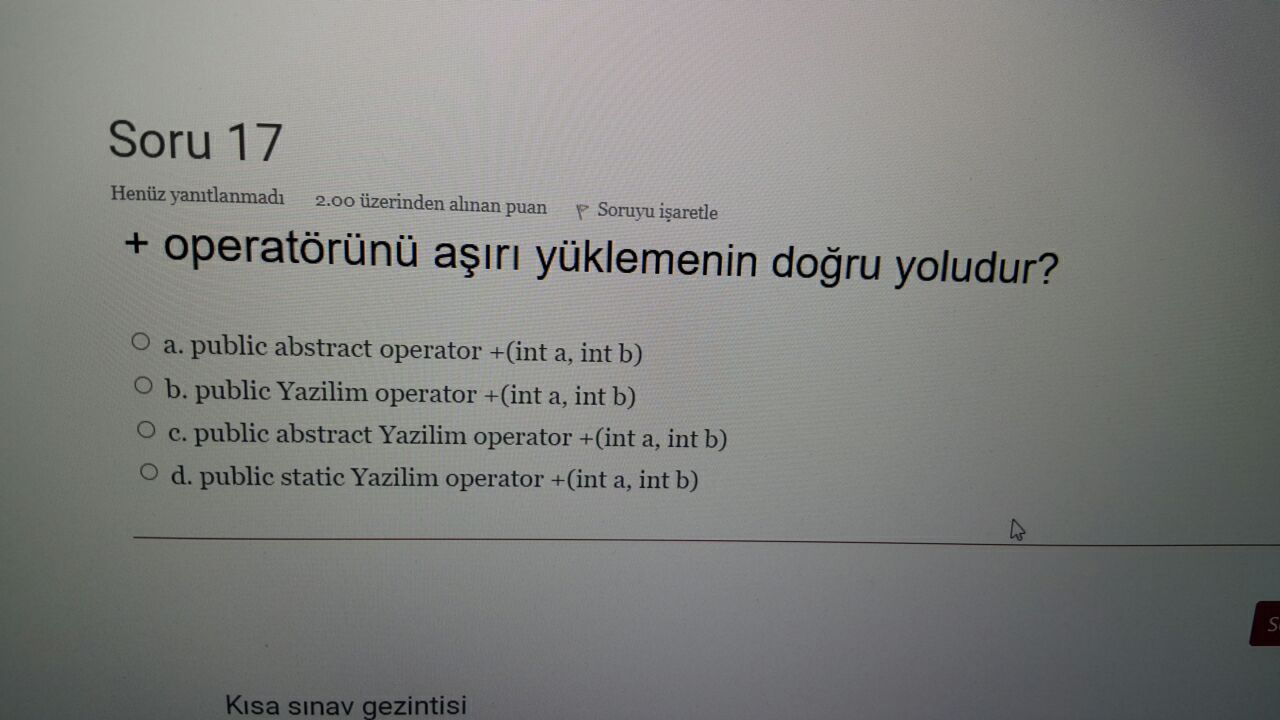 Soru 17
Henüz yanıtlanmadı 2.00 üzerinden alınan puan Soruyu işaretle
+ operatörünü aşırı yüklemenin doğru yoludur?
a. public abstract operator +(int a, int b)
b. public Yazilim operator +(int a, int b)
c. public abstract Yazilim operator +(int a, int b)
d. public static Yazilim operator +(int a, int b)
Kısa sınav gezintisi